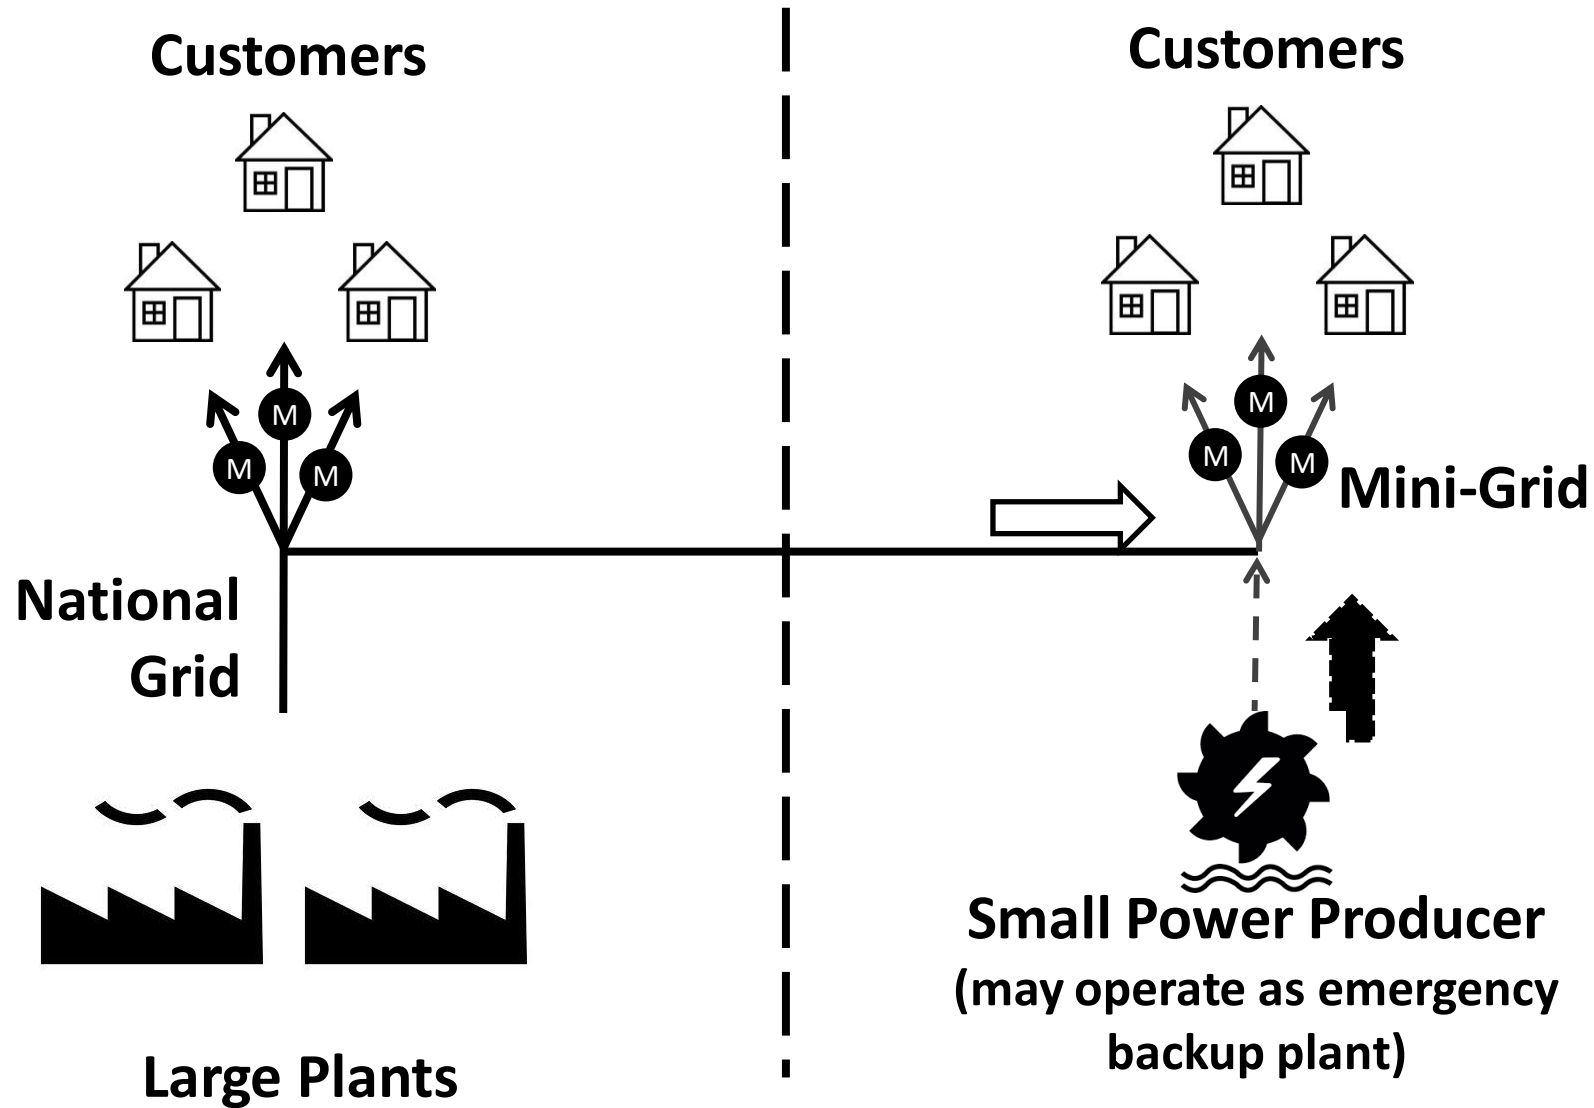 Customers
M
M
M
National
Grid
Large Plants
Customers
M
M
M
Mini-Grid
Small Power Producer
(may operate as emergency
backup plant)